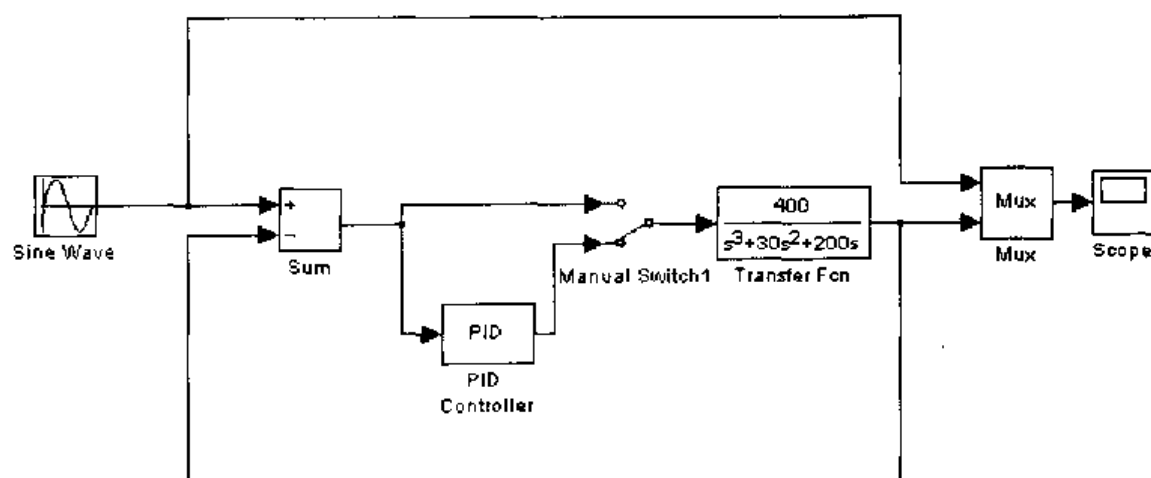 Sine Wave
+
−
Sum
PID
PID
Controller
Manual Switch1
400
s³+30s²+200s
Transfer Fcn
Mux
Mux
Scope